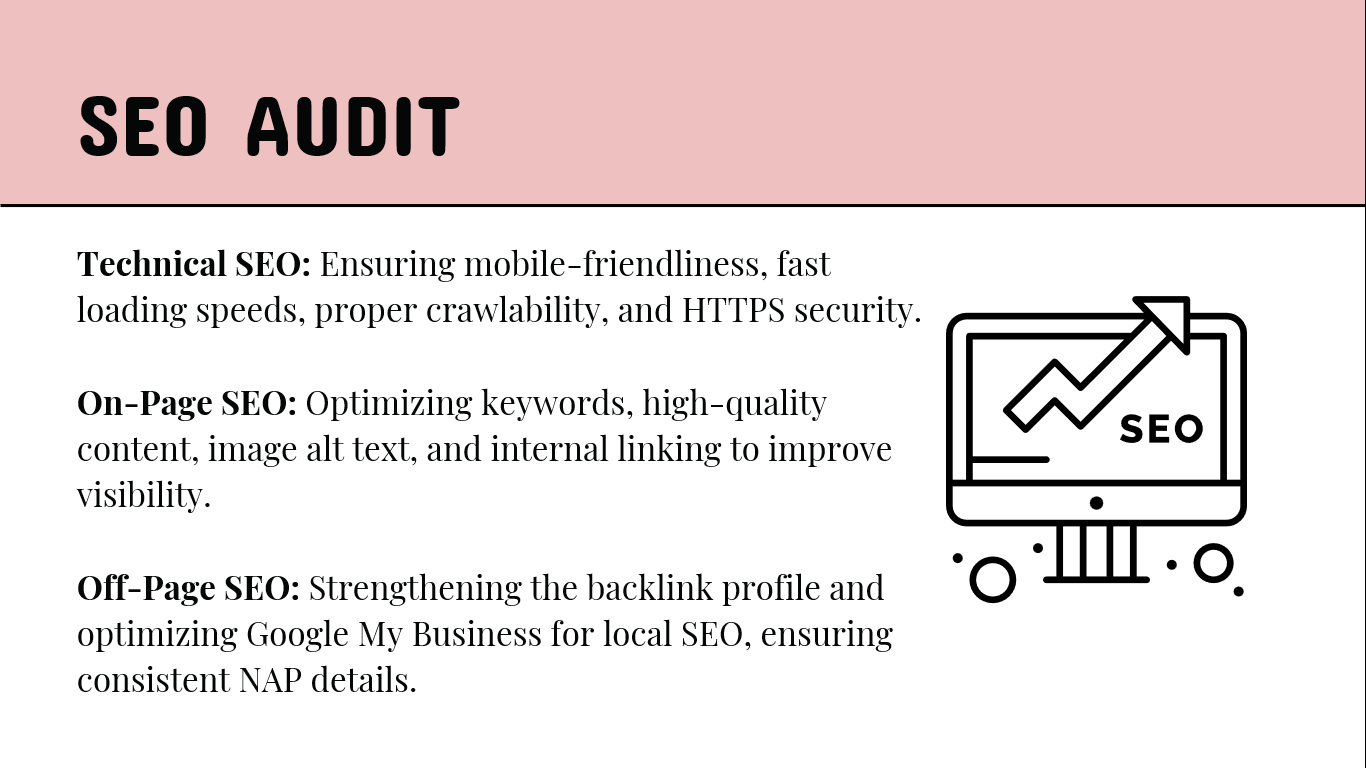 SEO AUDIT
Technical SEO: Ensuring mobile-friendliness, fast
loading speeds, proper crawlability, and HTTPS security.
On-Page SEO: Optimizing keywords, high-quality
content, image alt text, and internal linking to improve
visibility.
Off-Page SEO: Strengthening the backlink profile and
optimizing Google My Business for local SEO, ensuring
consistent NAP details.
SEO